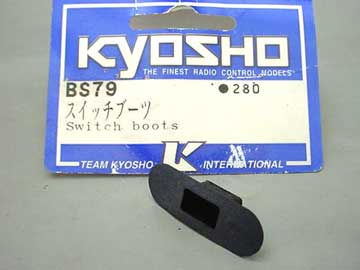 KYOSHO
THE FINEST RADIO CONTROL MODELS
BS79 ●280
スイッチブーツ
Switch boots
TEAM KYOSHO K INTERNATIONAL